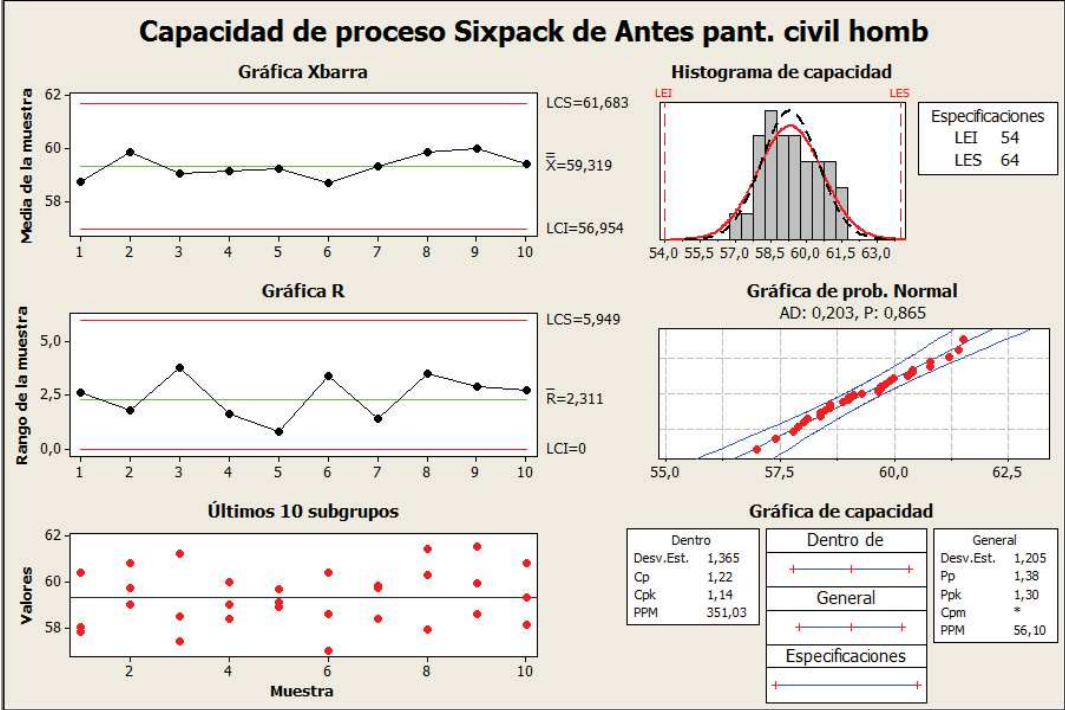 Capacidad de proceso Sixpack de Antes pant. civil homb
Gráfica Xbarra
Media de la muestra
62
60
58
1 2 3 4 5 6 7 8 9 10
LCS=61,683
X̿=59,319
LCI=56,954
Gráfica R
Rango de la muestra
5,0
2,5
0,0
1 2 3 4 5 6 7 8 9 10
LCS=5,949
R̄=2,311
LCI=0
Últimos 10 subgrupos
Valores
62
60
58
2 4 6 8 10
Muestra
Histograma de capacidad
LEI LES
54,0 55,5 57,0 58,5 60,0 61,5 63,0
Especificaciones
LEI 54
LES 64
Gráfica de prob. Normal
AD: 0,203, P: 0,865
55,0 57,5 60,0 62,5
Gráfica de capacidad
Dentro
Desv.Est. 1,365
Cp 1,22
Cpk 1,14
PPM 351,03
Dentro de
General
Especificaciones
General
Desv.Est. 1,205
Pp 1,38
Ppk 1,30
Cpm *
PPM 56,10